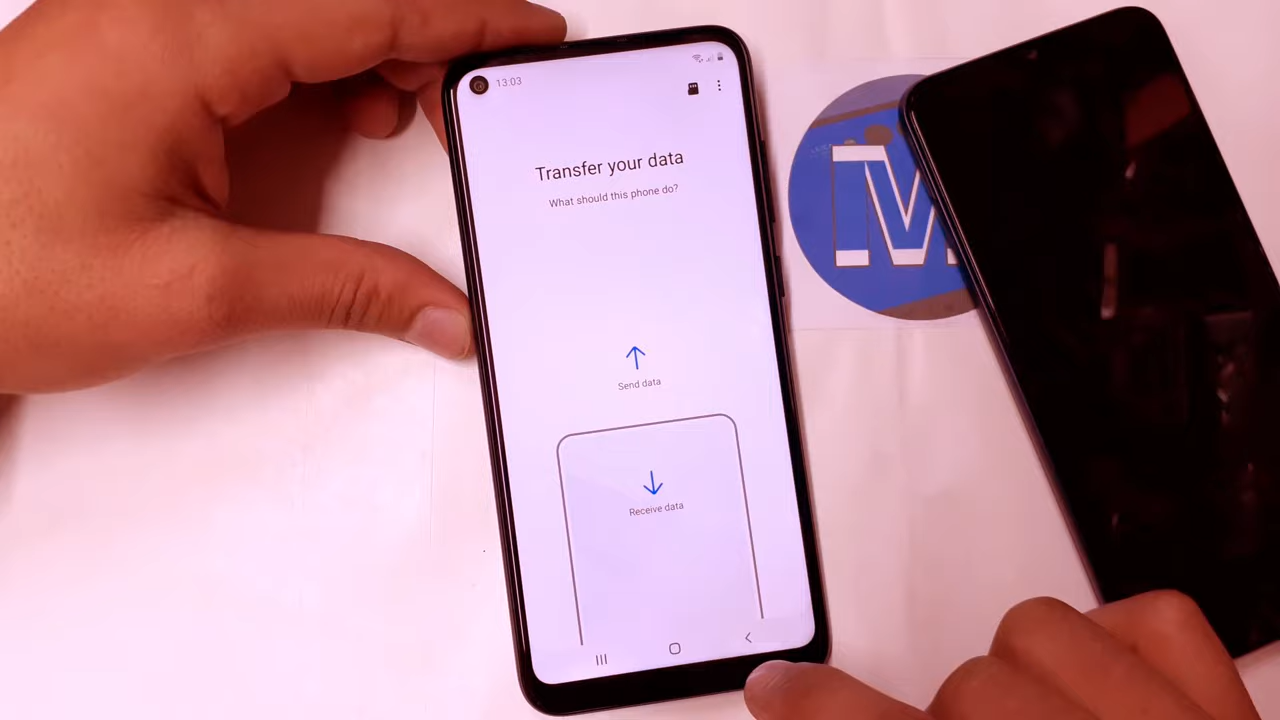 13:03
Transfer your data
What should this phone do?
Send data
Receive data
M